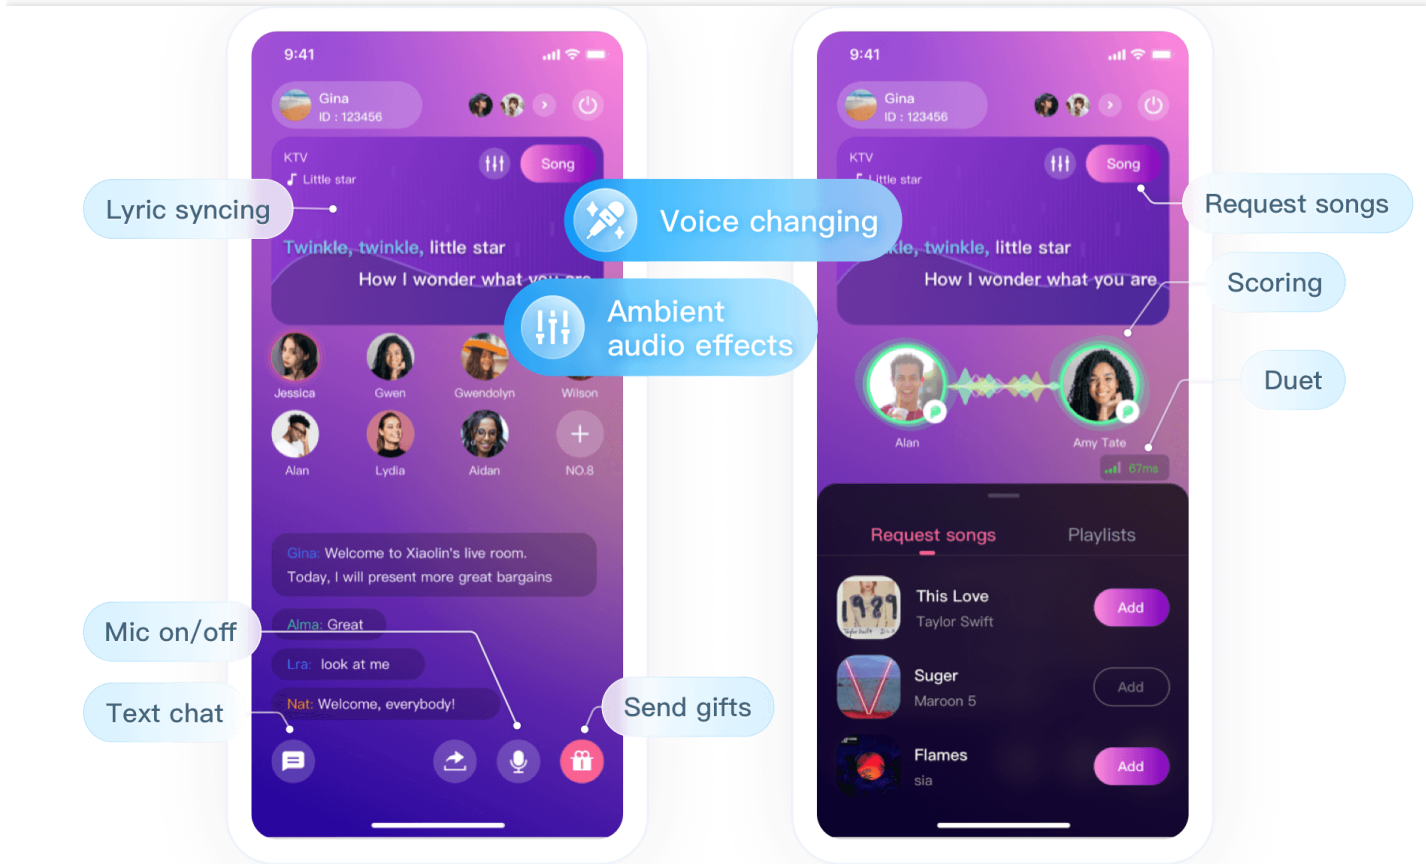 9:41
Gina
ID : 123456
KTV
Little star
Song
Lyric syncing
Twinkle, twinkle, little star
How I wonder what you are
Voice changing
Ambient
audio effects
Jessica
Gwen
Gwendolyn
Wilson
Alan
Lydia
Aidan
NO.8
Gina: Welcome to Xiaolin's live room.
Today, I will present more great bargains
Alma: Great
Lra: look at me
Nat: Welcome, everybody!
Mic on/off
Text chat
Send gifts
9:41
Gina
ID : 123456
KTV
Little star
Song
Request songs
twinkle, little star
How I wonder what you are
Scoring
Duet
Alan
Amy Tate
67ms
Request songs
Playlists
1989
This Love
Taylor Swift
Add
Suger
Maroon 5
Add
Flames
sia
Add